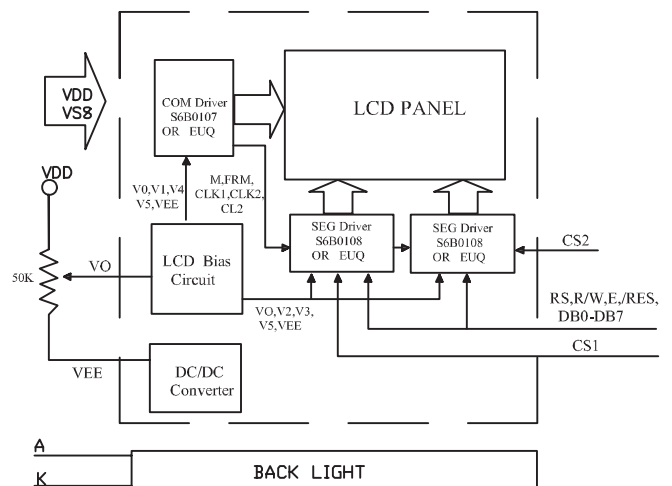 VDD
VS8
COM Driver
S6B0107
OR EUQ
LCD PANEL
VDD
V0,V1,V4
V5,VEE
M,FRM,
CLK1,CLK2,
CL2
SEG Driver
S6B0108
OR EUQ
SEG Driver
S6B0108
OR EUQ
CS2
50K
VO
LCD Bias
Circuit
VO,V2,V3,
V5,VEE
RS,R/W,E,/RES,
DB0-DB7
CS1
VEE
DC/DC
Converter
A
K
BACK LIGHT